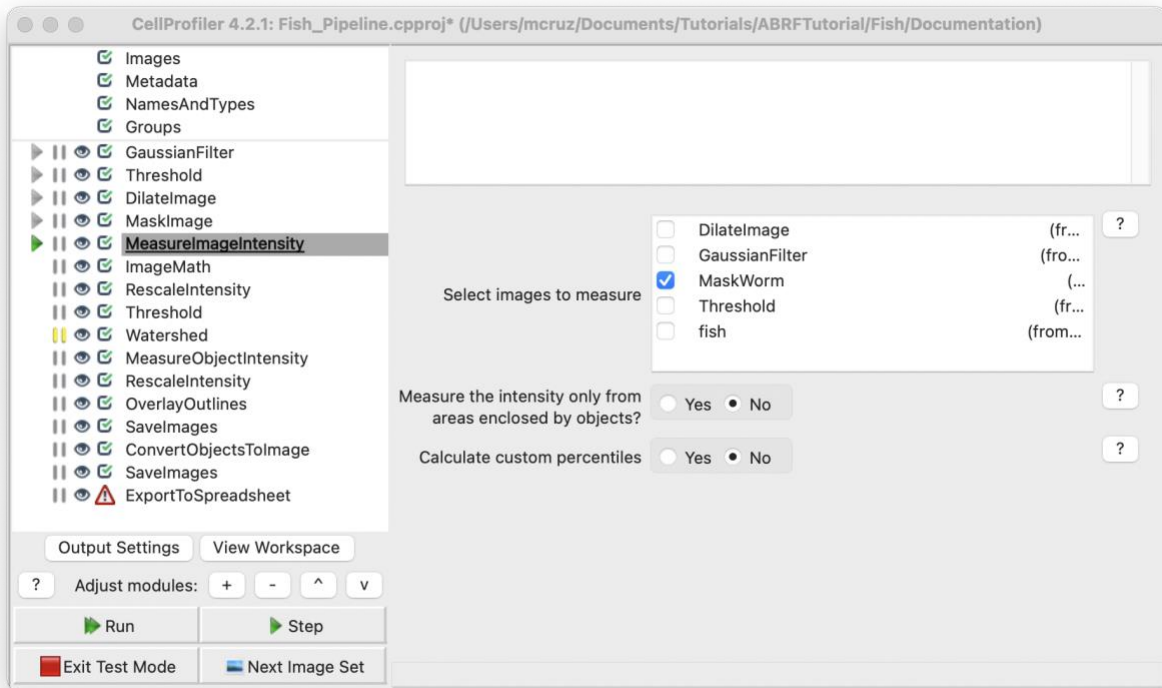 CellProfiler 4.2.1: Fish_Pipeline.cpproj* (/Users/mcruz/Documents/Tutorials/ABRFTutorial/Fish/Documentation)
Images
Metadata
NamesAndTypes
Groups
GaussianFilter
Threshold
DilateImage
MaskImage
MeasureImageIntensity
ImageMath
RescaleIntensity
Threshold
Watershed
MeasureObjectIntensity
RescaleIntensity
OverlayOutlines
SaveImages
ConvertObjectsToImage
SaveImages
ExportToSpreadsheet
Output Settings View Workspace
? Adjust modules: + - ^ v
Run Step
Exit Test Mode Next Image Set
Select images to measure
DilateImage (fr...
GaussianFilter (fro...
MaskWorm (...
Threshold (fr...
fish (from...
?
Measure the intensity only from
areas enclosed by objects?
Yes No
?
Calculate custom percentiles Yes No
?